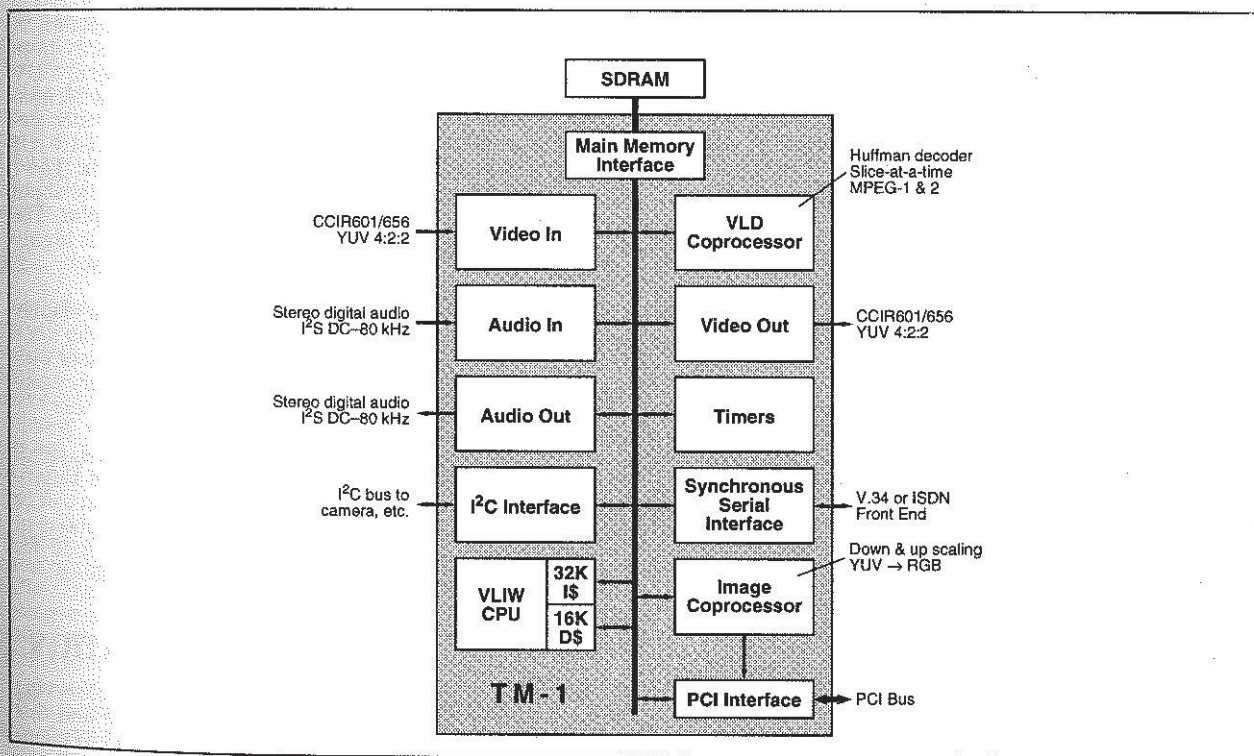 SDRAM
Main Memory
Interface
Huffman decoder
Slice-at-a-time
MPEG-1 & 2
CCIR601/656
YUV 4:2:2
Video In
VLD
Coprocessor
Stereo digital audio
I²S DC–80 kHz
Audio In
Video Out
CCIR601/656
YUV 4:2:2
Stereo digital audio
I²S DC–80 kHz
Audio Out
Timers
I²C bus to
camera, etc.
I²C Interface
Synchronous
Serial
Interface
V.34 or ISDN
Front End
Down & up scaling
YUV → RGB
VLIW
CPU
32K
I$
16K
D$
Image
Coprocessor
TM-1
PCI Interface
PCI Bus